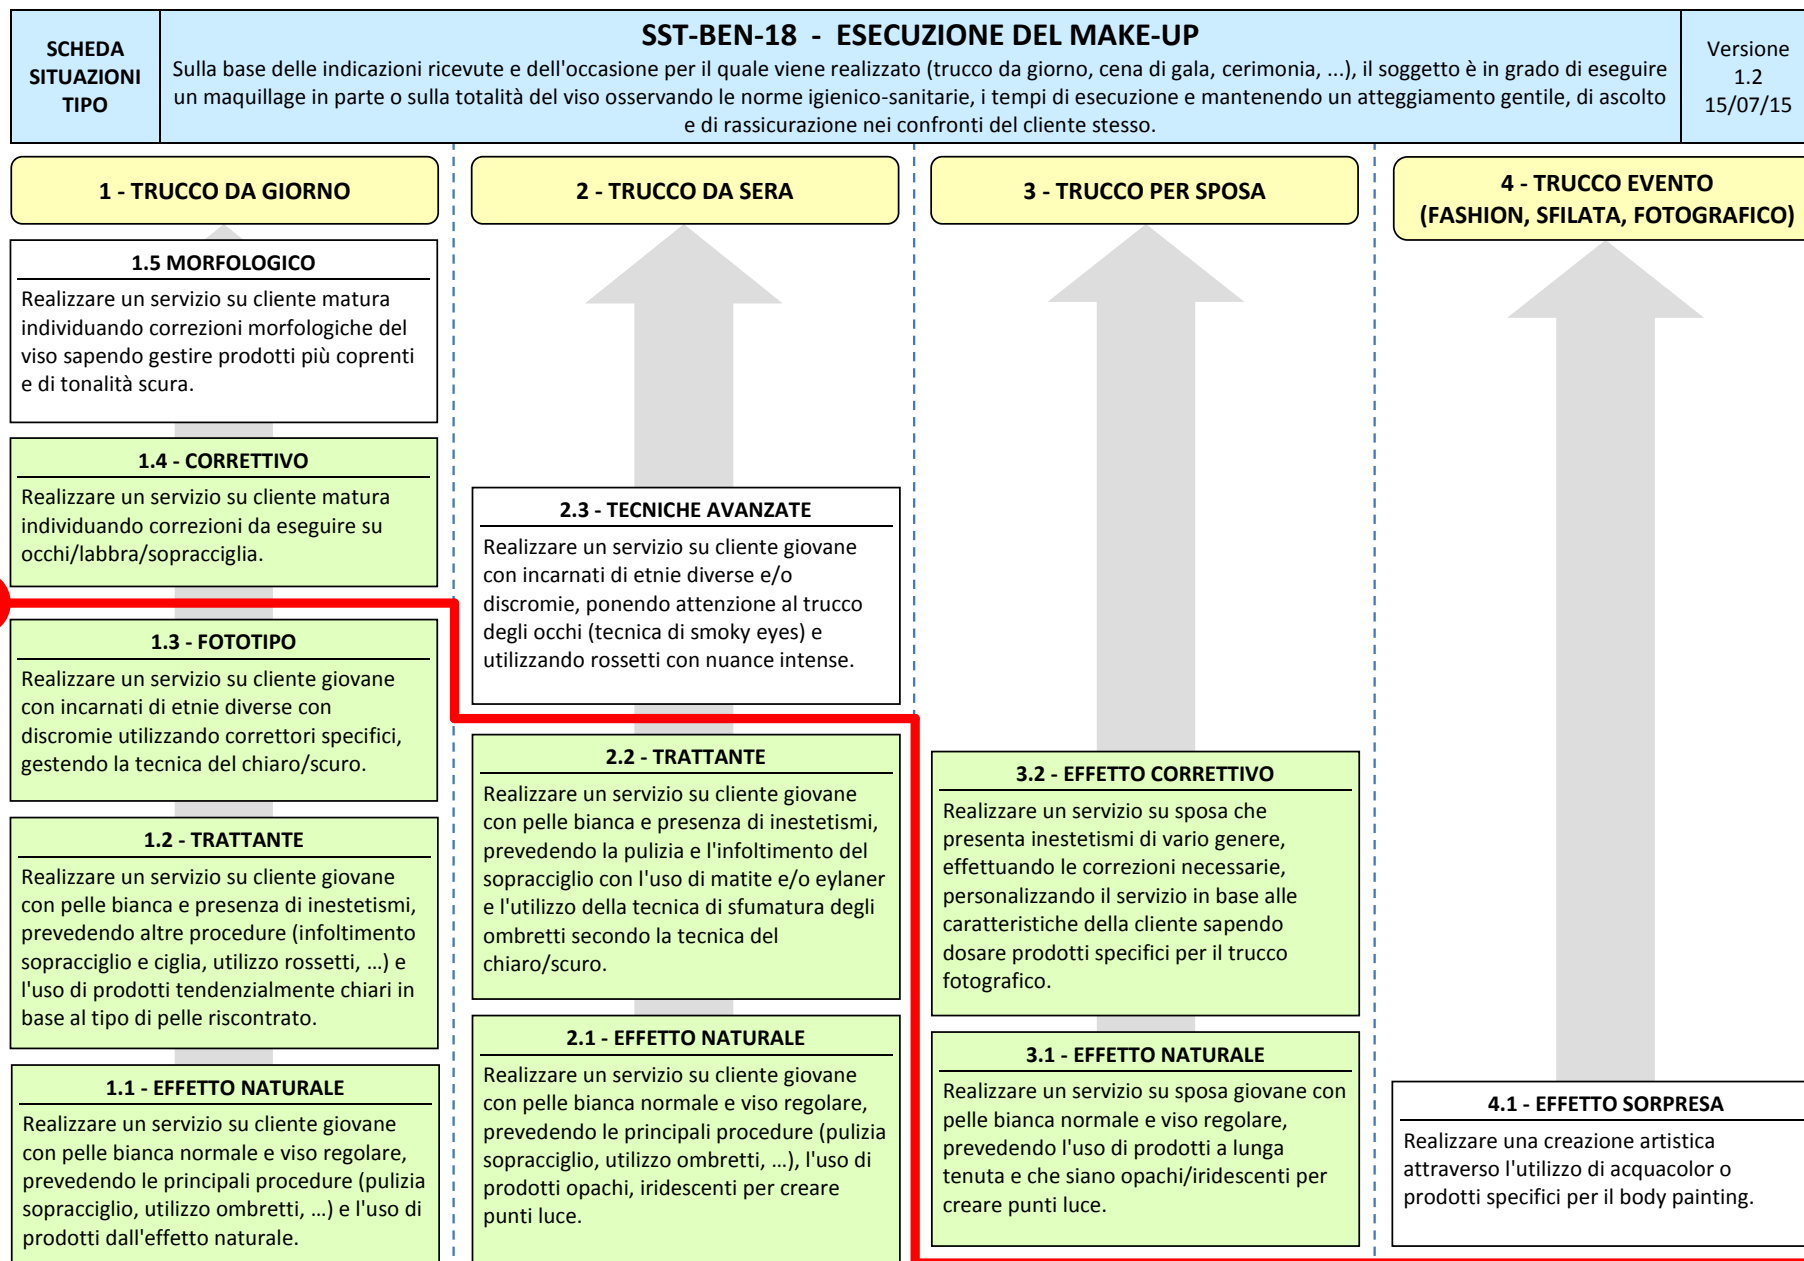 SCHEDA
SITUAZIONI
TIPO
SST-BEN-18 - ESECUZIONE DEL MAKE-UP
Sulla base delle indicazioni ricevute e dell'occasione per il quale viene realizzato (trucco da giorno, cena di gala, cerimonia, ...), il soggetto è in grado di eseguire
un maquillage in parte o sulla totalità del viso osservando le norme igienico-sanitarie, i tempi di esecuzione e mantenendo un atteggiamento gentile, di ascolto
e di rassicurazione nei confronti del cliente stesso.
Versione
1.2
15/07/15
1 - TRUCCO DA GIORNO
1.5 MORFOLOGICO
Realizzare un servizio su cliente matura
individuando correzioni morfologiche del
viso sapendo gestire prodotti più coprenti
e di tonalità scura.
1.4 - CORRETTIVO
Realizzare un servizio su cliente matura
individuando correzioni da eseguire su
occhi/labbra/sopracciglia.
1.3 - FOTOTIPO
Realizzare un servizio su cliente giovane
con incarnati di etnie diverse con
discromie utilizzando correttori specifici,
gestendo la tecnica del chiaro/scuro.
1.2 - TRATTANTE
Realizzare un servizio su cliente giovane
con pelle bianca e presenza di inestetismi,
prevedendo altre procedure (infoltimento
sopracciglio e ciglia, utilizzo rossetti, ...) e
l'uso di prodotti tendenzialmente chiari in
base al tipo di pelle riscontrato.
1.1 - EFFETTO NATURALE
Realizzare un servizio su cliente giovane
con pelle bianca normale e viso regolare,
prevedendo le principali procedure (pulizia
sopracciglio, utilizzo ombretti, ...) e l'uso di
prodotti dall'effetto naturale.
2 - TRUCCO DA SERA
2.3 - TECNICHE AVANZATE
Realizzare un servizio su cliente giovane
con incarnati di etnie diverse e/o
discromie, ponendo attenzione al trucco
degli occhi (tecnica di smoky eyes) e
utilizzando rossetti con nuance intense.
2.2 - TRATTANTE
Realizzare un servizio su cliente giovane
con pelle bianca e presenza di inestetismi,
prevedendo la pulizia e l'infoltimento del
sopracciglio con l'uso di matite e/o eylaner
e l'utilizzo della tecnica di sfumatura degli
ombretti secondo la tecnica del
chiaro/scuro.
2.1 - EFFETTO NATURALE
Realizzare un servizio su cliente giovane
con pelle bianca normale e viso regolare,
prevedendo le principali procedure (pulizia
sopracciglio, utilizzo ombretti, ...), l'uso di
prodotti opachi, iridescenti per creare
punti luce.
3 - TRUCCO PER SPOSA
3.2 - EFFETTO CORRETTIVO
Realizzare un servizio su sposa che
presenta inestetismi di vario genere,
effettuando le correzioni necessarie,
personalizzando il servizio in base alle
caratteristiche della cliente sapendo
dosare prodotti specifici per il trucco
fotografico.
3.1 - EFFETTO NATURALE
Realizzare un servizio su sposa giovane con
pelle bianca normale e viso regolare,
prevedendo l'uso di prodotti a lunga
tenuta e che siano opachi/iridescenti per
creare punti luce.
4 - TRUCCO EVENTO
(FASHION, SFILATA, FOTOGRAFICO)
4.1 - EFFETTO SORPRESA
Realizzare una creazione artistica
attraverso l'utilizzo di acquacolor o
prodotti specifici per il body painting.